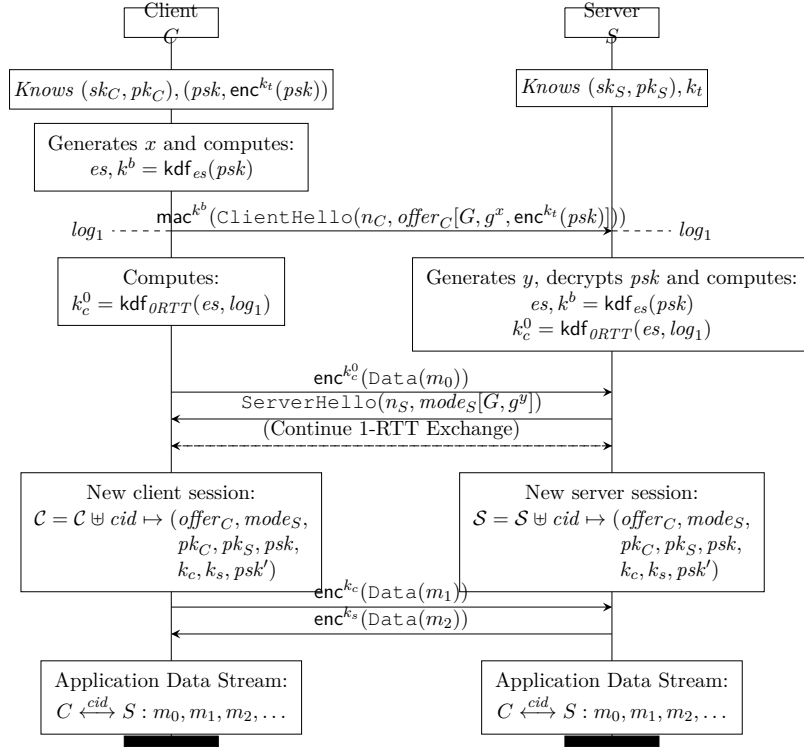 Client
C
Server
S
Knows (sk_C, pk_C), (psk, enc^{k_t}(psk))
Knows (sk_S, pk_S), k_t
Generates x and computes:
es, k^b = kdf_{es}(psk)
mac^{k^b}(ClientHello(n_C, offer_C[G, g^x, enc^{k_t}(psk)]))
log_1
log_1
Computes:
k_c^0 = kdf_{0RTT}(es, log_1)
Generates y, decrypts psk and computes:
es, k^b = kdf_{es}(psk)
k_c^0 = kdf_{0RTT}(es, log_1)
enc^{k_c^0}(Data(m_0))
ServerHello(n_S, mode_S[G, g^y])
(Continue 1-RTT Exchange)
New client session:
𝒞 = 𝒞 ⊎ cid ↦ (offer_C, mode_S,
pk_C, pk_S, psk,
k_c, k_s, psk′)
New server session:
𝒮 = 𝒮 ⊎ cid ↦ (offer_C, mode_S,
pk_C, pk_S, psk,
k_c, k_s, psk′)
enc^{k_c}(Data(m_1))
enc^{k_s}(Data(m_2))
Application Data Stream:
C ⟷^{cid} S : m_0, m_1, m_2, …
Application Data Stream:
C ⟷^{cid} S : m_0, m_1, m_2, …